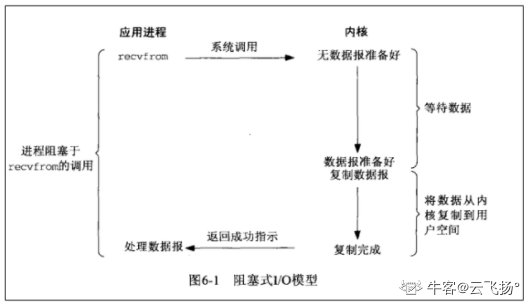 应用进程
内核
recvfrom
系统调用
无数据报准备好
等待数据
进程阻塞于
recvfrom的调用
数据报准备好
复制数据报
将数据从内
核复制到用
户空间
处理数据报
返回成功指示
复制完成
图6-1 阻塞式I/O模型
牛客@云飞扬°